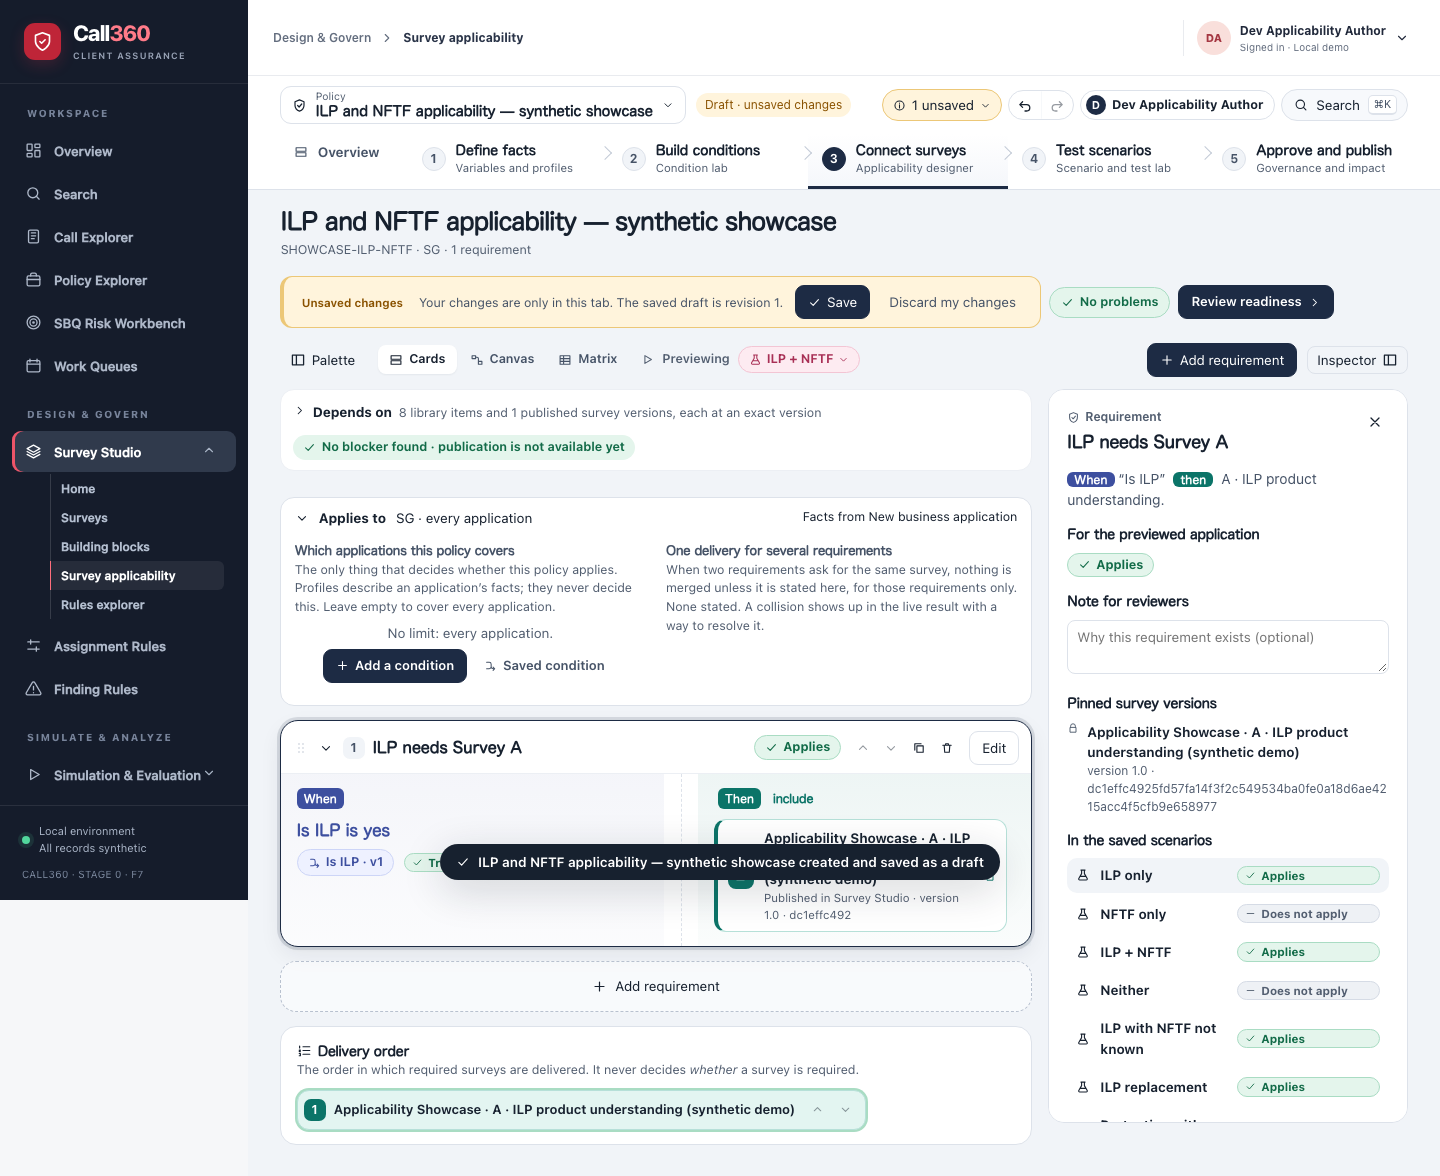 Call360
CLIENT ASSURANCE
WORKSPACE
Overview
Search
Call Explorer
Policy Explorer
SBQ Risk Workbench
Work Queues
DESIGN & GOVERN
Survey Studio
Home
Surveys
Building blocks
Survey applicability
Rules explorer
Assignment Rules
Finding Rules
SIMULATE & ANALYZE
Simulation & Evaluation
Local environment
All records synthetic
CALL360 · STAGE 0 · F7
Design & Govern > Survey applicability
DA
Dev Applicability Author
Signed in · Local demo
Policy
ILP and NFTF applicability — synthetic showcase
Draft · unsaved changes
1 unsaved
D Dev Applicability Author
Search ⌘K
Overview
1 Define facts
Variables and profiles
2 Build conditions
Condition lab
3 Connect surveys
Applicability designer
4 Test scenarios
Scenario and test lab
5 Approve and publish
Governance and impact
ILP and NFTF applicability — synthetic showcase
SHOWCASE-ILP-NFTF · SG · 1 requirement
Unsaved changes Your changes are only in this tab. The saved draft is revision 1. Save Discard my changes
No problems
Review readiness
Palette Cards Canvas Matrix Previewing ILP + NFTF
Add requirement
Inspector
Depends on 8 library items and 1 published survey versions, each at an exact version
No blocker found · publication is not available yet
Applies to SG · every application
Facts from New business application
Which applications this policy covers
The only thing that decides whether this policy applies.
Profiles describe an application’s facts; they never decide
this. Leave empty to cover every application.
No limit: every application.
Add a condition
Saved condition
One delivery for several requirements
When two requirements ask for the same survey, nothing is
merged unless it is stated here, for those requirements only.
None stated. A collision shows up in the live result with a
way to resolve it.
1 ILP needs Survey A
Applies
Edit
When
Is ILP is yes
Is ILP · v1
Tr
Then include
Applicability Showcase · A · ILP
(synthetic demo)
Published in Survey Studio · version
1.0 · dc1effc492
ILP and NFTF applicability — synthetic showcase created and saved as a draft
Add requirement
Delivery order
The order in which required surveys are delivered. It never decides whether a survey is required.
1 Applicability Showcase · A · ILP product understanding (synthetic demo)
Requirement
ILP needs Survey A
When “Is ILP” then A · ILP product
understanding.
For the previewed application
Applies
Note for reviewers
Why this requirement exists (optional)
Pinned survey versions
Applicability Showcase · A · ILP product
understanding (synthetic demo)
version 1.0 ·
dc1effc4925fd57fa14f3f2c549534ba0fe0a18d6ae42
15acc4f5cfb9e658977
In the saved scenarios
ILP only Applies
NFTF only Does not apply
ILP + NFTF Applies
Neither Does not apply
ILP with NFTF not
known Applies
ILP replacement Applies